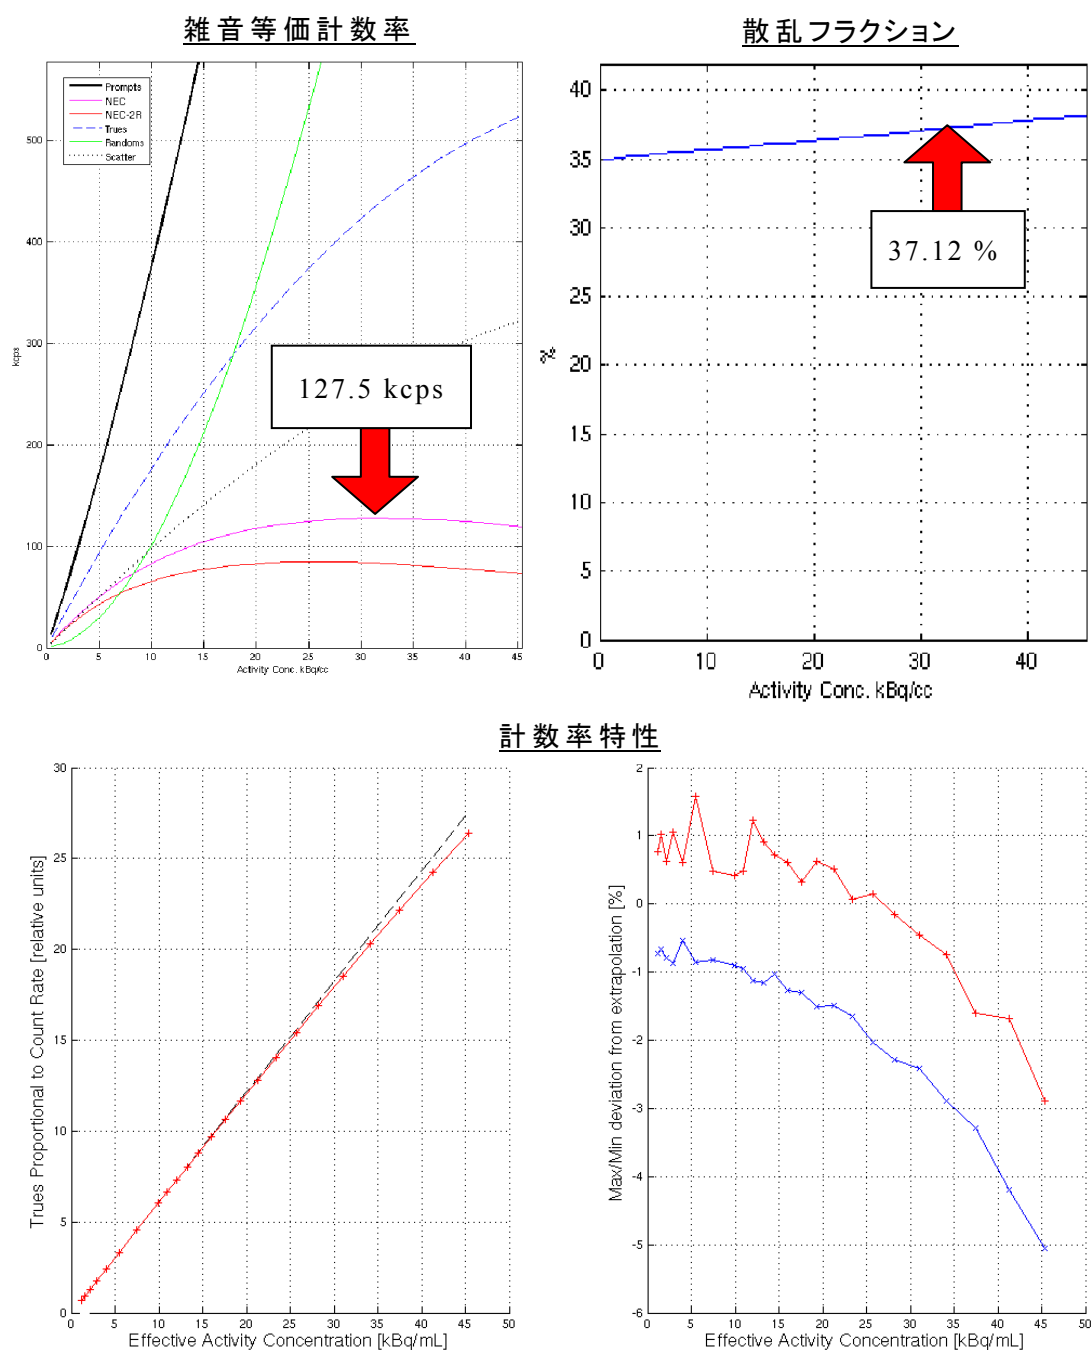 雑音等価計数率
散乱フラクション
Prompts
NEC
NEC-2R
Trues
Randoms
Scatter
500
400
300
200
100
0
kcps
127.5 kcps
0 5 10 15 20 25 30 35 40 45
Activity Conc. kBq/cc
40
35
30
25
20
15
10
5
0
%
37.12 %
0 10 20 30 40
Activity Conc. kBq/cc
計数率特性
30
25
20
15
10
5
0
Trues Proportional to Count Rate [relative units]
0 5 10 15 20 25 30 35 40 45 50
Effective Activity Concentration [kBq/mL]
2
1
0
-1
-2
-3
-4
-5
-6
Max/Min deviation from extrapolation [%]
0 5 10 15 20 25 30 35 40 45 50
Effective Activity Concentration [kBq/mL]